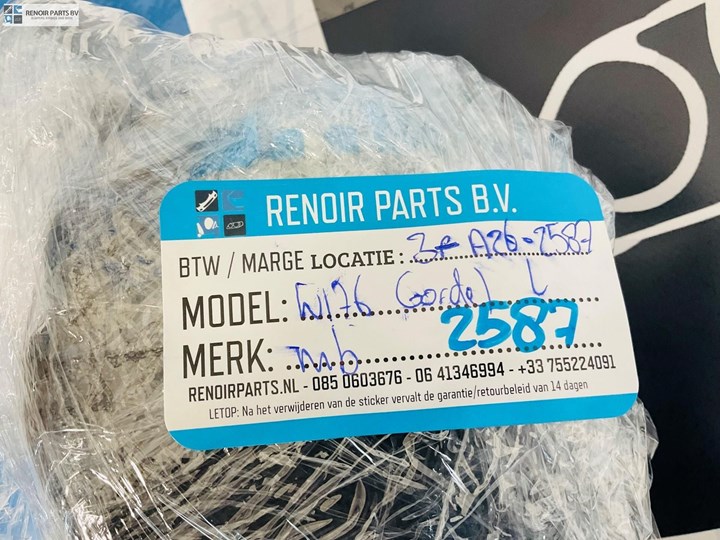 RENOIR PARTS BV
RENOIR PARTS B.V.
BTW / MARGE LOCATIE : A26-2587
MODEL: W176 Gordel L
2587
MERK: mb
RENOIRPARTS.NL - 085 0603676 - 06 41346994 - +33 755224091
LETOP: Na het verwijderen van de sticker vervalt de garantie/retourbeleid van 14 dagen